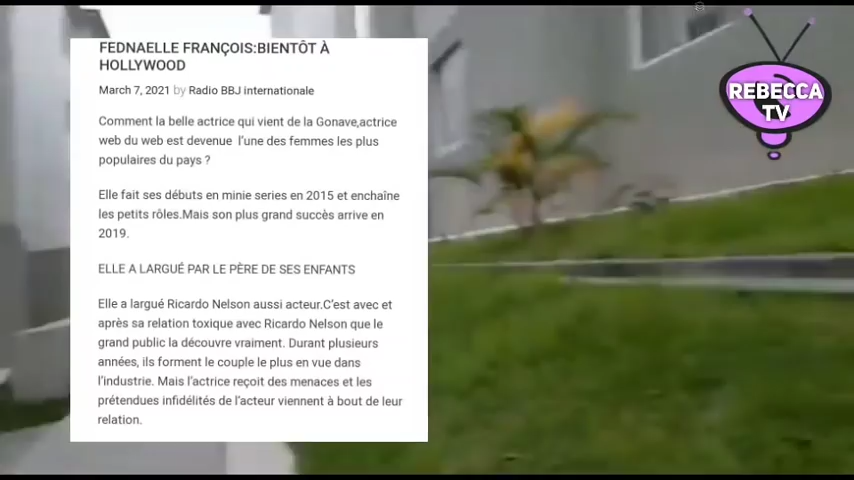 FEDNAELLE FRANÇOIS:BIENTÔT À
HOLLYWOOD
March 7, 2021 by Radio BBJ internationale
Comment la belle actrice qui vient de la Gonave,actrice
web du web est devenue l'une des femmes les plus
populaires du pays ?
Elle fait ses débuts en minie series en 2015 et enchaîne
les petits rôles.Mais son plus grand succès arrive en
2019.
ELLE A LARGUÉ PAR LE PÈRE DE SES ENFANTS
Elle a largué Ricardo Nelson aussi acteur.C'est avec et
après sa relation toxique avec Ricardo Nelson que le
grand public la découvre vraiment. Durant plusieurs
années, ils forment le couple le plus en vue dans
l'industrie. Mais l'actrice reçoit des menaces et les
prétendues infidélités de l'acteur viennent à bout de leur
relation.
REBECCA
TV